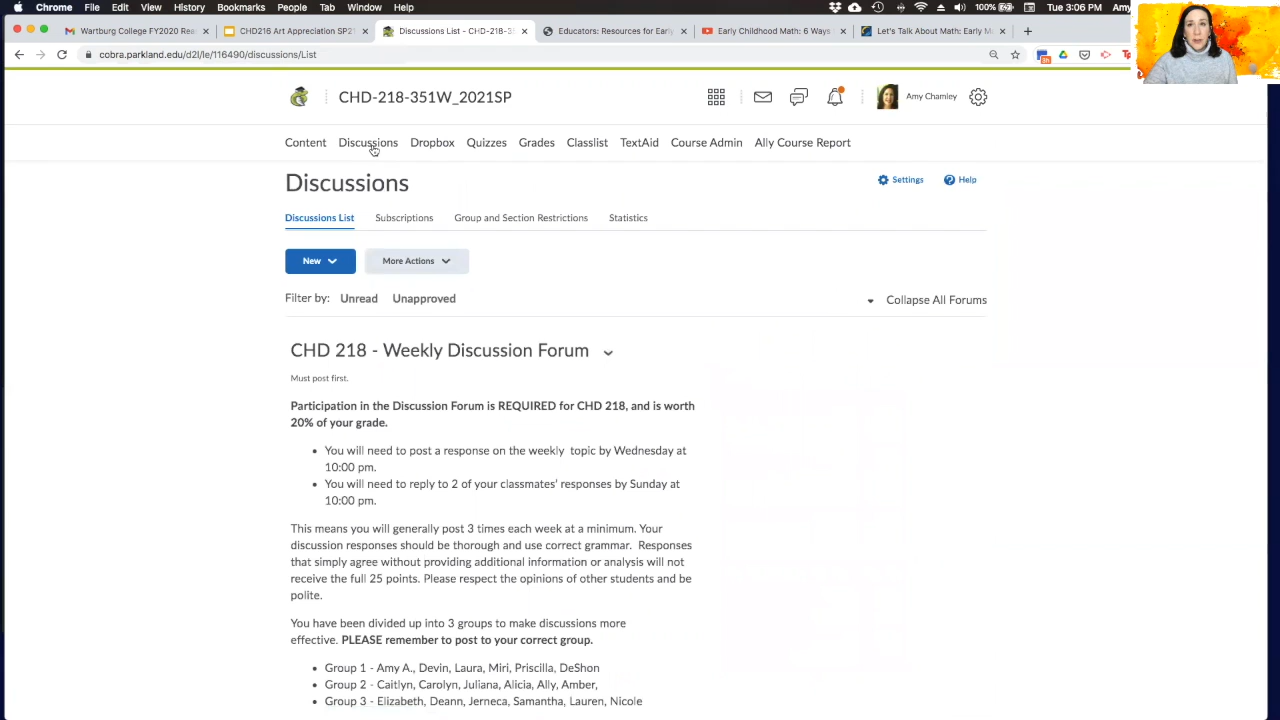 Chrome File Edit View History Bookmarks People Tab Window Help 100% Tue 3:06 PM Am
Wartburg College FY2020 Re CHD216 Art Appreciation SP21 Discussions List - CHD-218-3 Educators: Resources for Early Early Childhood Math: 6 Ways Let's Talk About Math: Early M
cobra.parkland.edu/d2l/le/116490/discussions/List
CHD-218-351W_2021SP Amy Chamley
Content Discussions Dropbox Quizzes Grades Classlist TextAid Course Admin Ally Course Report
Discussions Settings Help
Discussions List Subscriptions Group and Section Restrictions Statistics
New More Actions
Filter by: Unread Unapproved Collapse All Forums
CHD 218 - Weekly Discussion Forum
Must post first.
Participation in the Discussion Forum is REQUIRED for CHD 218, and is worth
20% of your grade.
• You will need to post a response on the weekly topic by Wednesday at
10:00 pm.
• You will need to reply to 2 of your classmates' responses by Sunday at
10:00 pm.
This means you will generally post 3 times each week at a minimum. Your
discussion responses should be thorough and use correct grammar. Responses
that simply agree without providing additional information or analysis will not
receive the full 25 points. Please respect the opinions of other students and be
polite.
You have been divided up into 3 groups to make discussions more
effective. PLEASE remember to post to your correct group.
• Group 1 - Amy A., Devin, Laura, Miri, Priscilla, DeShon
• Group 2 - Caitlyn, Carolyn, Juliana, Alicia, Ally, Amber,
• Group 3 - Elizabeth, Deann, Jerneca, Samantha, Lauren, Nicole